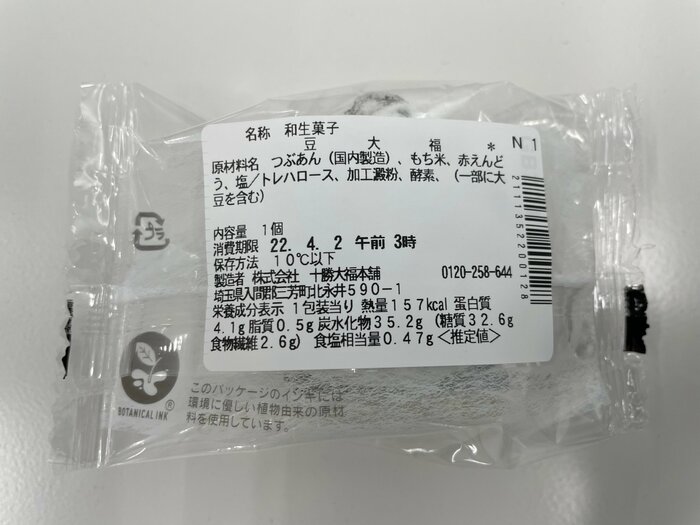 名称 和生菓子
豆大福 * N1
原材料名 つぶあん(国内製造)、もち米、赤えんど
う、塩/トレハロース、加工澱粉、酵素、(一部に大
豆を含む)
内容量 1個
消費期限 22. 4. 2 午前 3時
保存方法 10℃以下
製造者 株式会社 十勝大福本舗 0120-258-644
埼玉県入間郡三芳町北永井590-1
栄養成分表示 1包装当り 熱量157kcal 蛋白質
4.1g 脂質0.5g 炭水化物35.2g (糖質32.6g
食物繊維2.6g) 食塩相当量0.47g <推定値>
2111135220128
プラ
BOTANICAL INK®
このパッケージのインキには
環境に優しい植物由来の原材
料を使用しています。